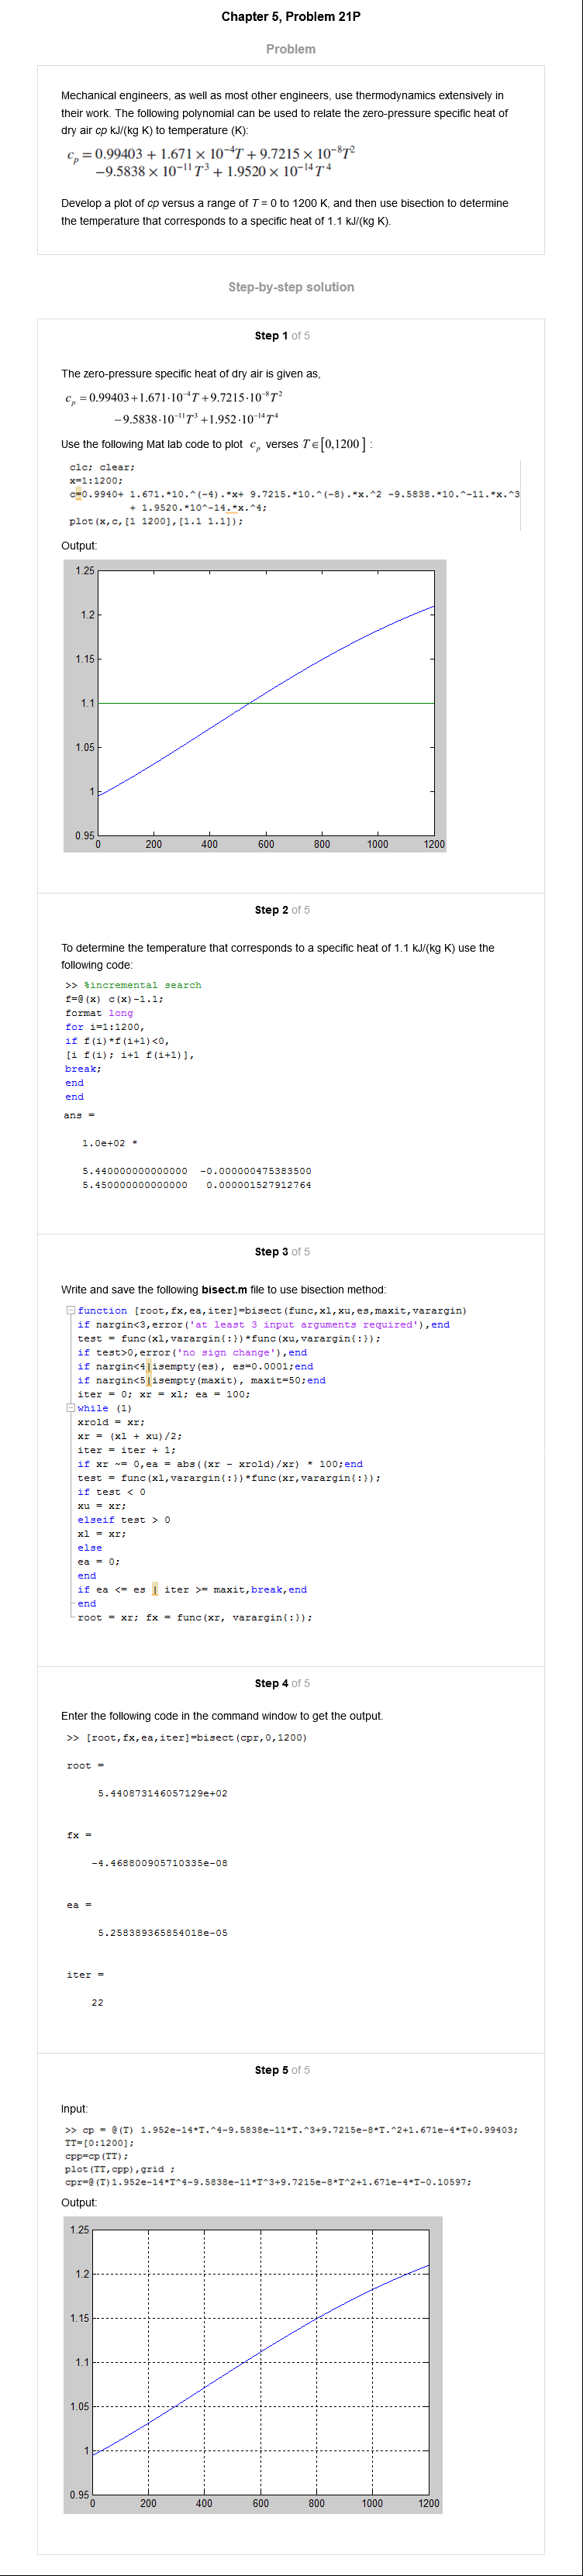 Chapter 5, Problem 21P
Problem
Mechanical engineers, as well as most other engineers, use thermodynamics extensively in
their work. The following polynomial can be used to relate the zero-pressure specific heat of
dry air cp kJ/(kg K) to temperature (K):
c_p = 0.99403 + 1.671 × 10⁻⁴T + 9.7215 × 10⁻⁸T²
−9.5838 × 10⁻¹¹T³ + 1.9520 × 10⁻¹⁴T⁴
Develop a plot of cp versus a range of T = 0 to 1200 K, and then use bisection to determine
the temperature that corresponds to a specific heat of 1.1 kJ/(kg K).
Step-by-step solution
Step 1 of 5
The zero-pressure specific heat of dry air is given as,
c_p = 0.99403+1.671·10⁻⁴T+9.7215·10⁻⁸T²
−9.5838·10⁻¹¹T³+1.952·10⁻¹⁴T⁴
Use the following Mat lab code to plot c_p verses T∈[0,1200] :
clc; clear;
x=1:1200;
c=0.9940+ 1.671.*10.^(-4).*x+ 9.7215.*10.^(-8).*x.^2 -9.5838.*10.^-11.*x.^3
+ 1.9520.*10^-14.*x.^4;
plot(x,c,[1 1200],[1.1 1.1]);
Output:
1.25
1.2
1.15
1.1
1.05
1
0.95
0 200 400 600 800 1000 1200
Step 2 of 5
To determine the temperature that corresponds to a specific heat of 1.1 kJ/(kg K) use the
following code:
>> %incremental search
f=@(x) c(x)-1.1;
format long
for i=1:1200,
if f(i)*f(i+1)<0,
[i f(i); i+1 f(i+1)],
break;
end
end
ans =
1.0e+02 *
5.440000000000000 -0.000000475383500
5.450000000000000 0.000001527912764
Step 3 of 5
Write and save the following bisect.m file to use bisection method:
function [root,fx,ea,iter]=bisect(func,xl,xu,es,maxit,varargin)
if nargin<3,error('at least 3 input arguments required'),end
test = func(xl,varargin{:})*func(xu,varargin{:});
if test>0,error('no sign change'),end
if nargin<4|isempty(es), es=0.0001;end
if nargin<5|isempty(maxit), maxit=50;end
iter = 0; xr = xl; ea = 100;
while (1)
xrold = xr;
xr = (xl + xu)/2;
iter = iter + 1;
if xr ~= 0,ea = abs((xr - xrold)/xr) * 100;end
test = func(xl,varargin{:})*func(xr,varargin{:});
if test < 0
xu = xr;
elseif test > 0
xl = xr;
else
ea = 0;
end
if ea <= es | iter >= maxit,break,end
end
root = xr; fx = func(xr, varargin{:});
Step 4 of 5
Enter the following code in the command window to get the output.
>> [root,fx,ea,iter]=bisect(cpr,0,1200)
root =
5.440873146057129e+02
fx =
-4.468800905710335e-08
ea =
5.258389365854018e-05
iter =
22
Step 5 of 5
Input:
>> cp = @(T) 1.952e-14*T.^4-9.5838e-11*T.^3+9.7215e-8*T.^2+1.671e-4*T+0.99403;
TT=[0:1200];
cpp=cp(TT);
plot(TT,cpp),grid ;
cpr=@(T)1.952e-14*T^4-9.5838e-11*T^3+9.7215e-8*T^2+1.671e-4*T-0.10597;
Output:
1.25
1.2
1.15
1.1
1.05
1
0.95
0 200 400 600 800 1000 1200